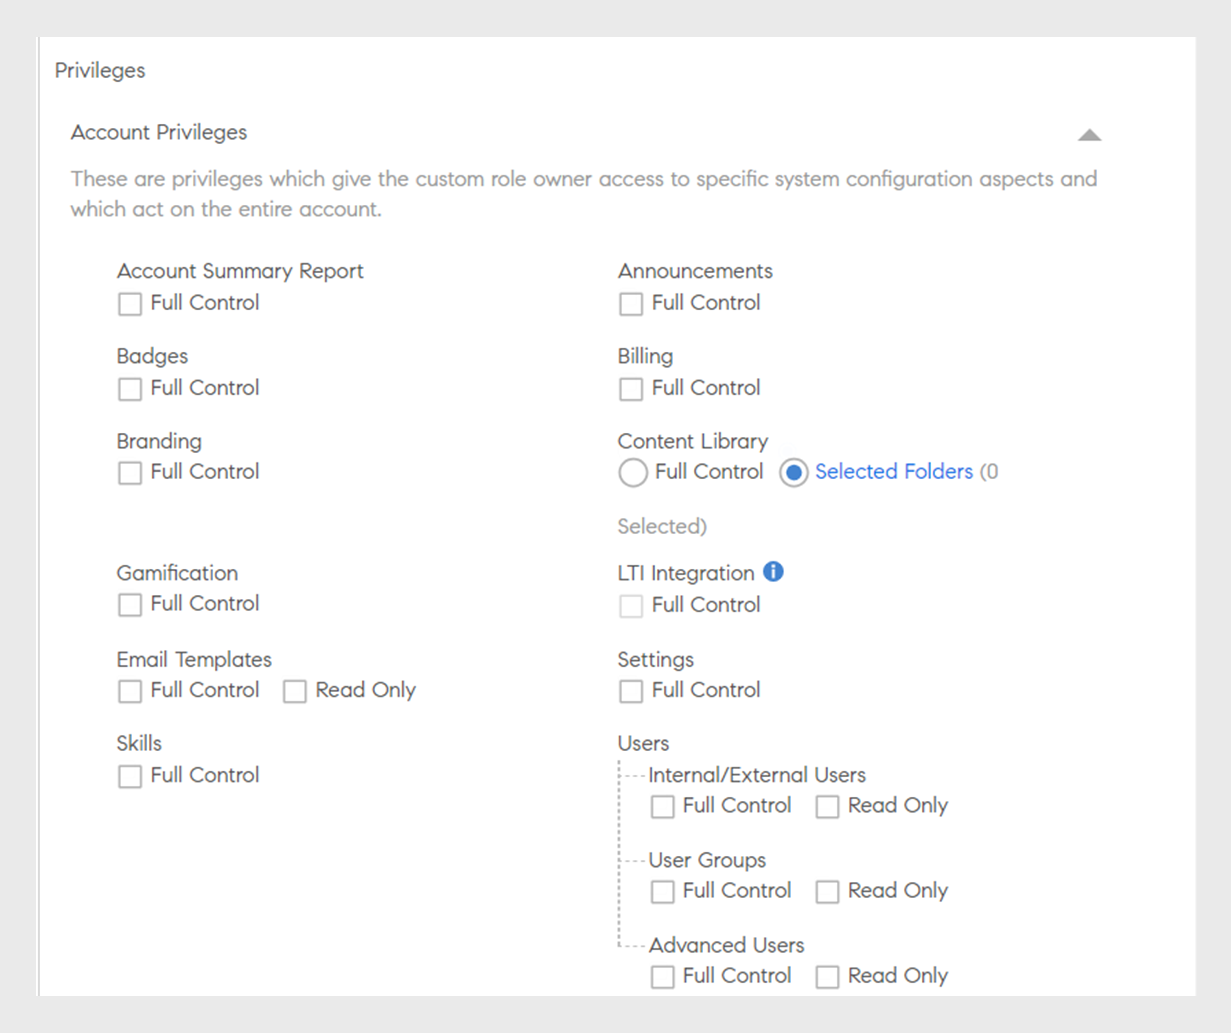 Privileges
Account Privileges
These are privileges which give the custom role owner access to specific system configuration aspects and
which act on the entire account.
Account Summary Report
Full Control
Announcements
Full Control
Badges
Full Control
Billing
Full Control
Branding
Full Control
Content Library
Full Control Selected Folders (0
Selected)
Gamification
Full Control
LTI Integration
Full Control
Email Templates
Full Control Read Only
Settings
Full Control
Skills
Full Control
Users
Internal/External Users
Full Control Read Only
User Groups
Full Control Read Only
Advanced Users
Full Control Read Only